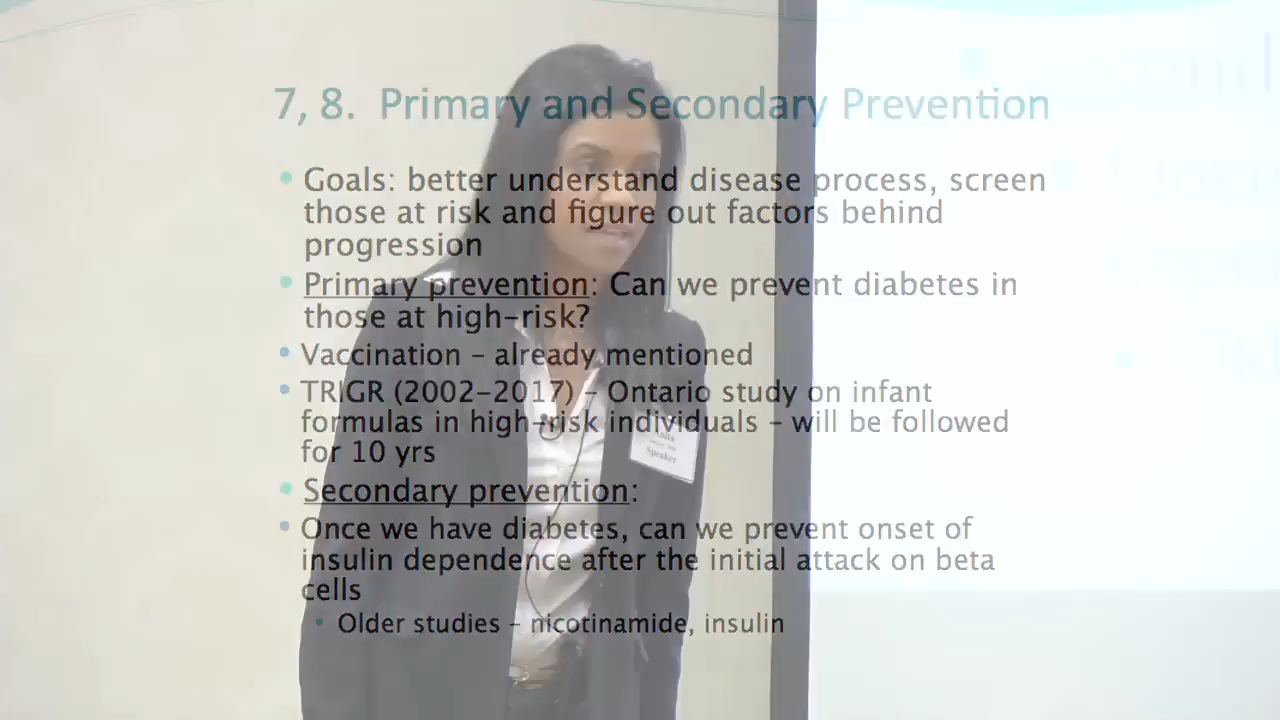 7, 8. Primary and Secondary Prevention
• Goals: better understand disease process, screen
those at risk and figure out factors behind
progression
• Primary prevention: Can we prevent diabetes in
those at high-risk?
• Vaccination – already mentioned
• TRIGR (2002-2017) – Ontario study on infant
formulas in high-risk individuals – will be followed
for 10 yrs
• Secondary prevention:
• Once we have diabetes, can we prevent onset of
insulin dependence after the initial attack on beta
cells
• Older studies – nicotinamide, insulin
Speaker